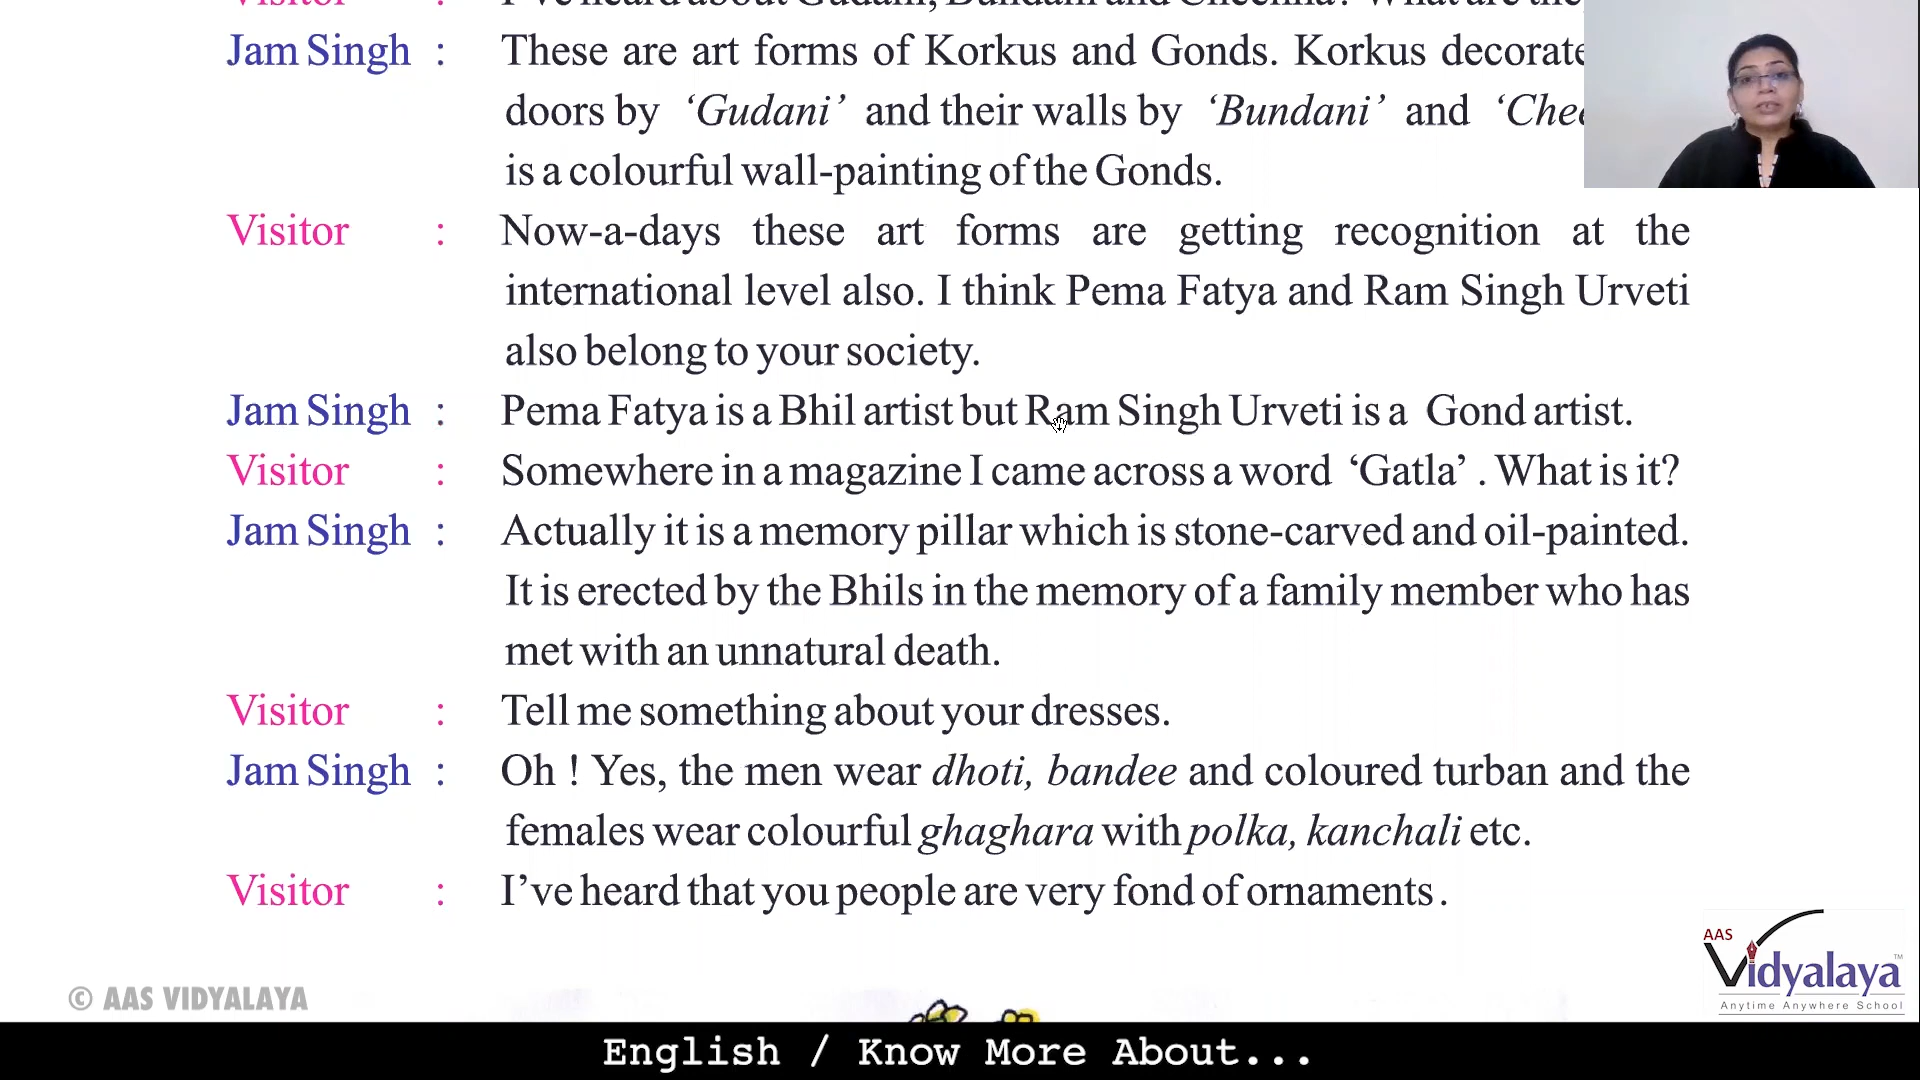 Jam Singh : These are art forms of Korkus and Gonds. Korkus decorate
doors by ‘Gudani’ and their walls by ‘Bundani’ and
is a colourful wall-painting of the Gonds.
Visitor : Now-a-days these art forms are getting recognition at the
international level also. I think Pema Fatya and Ram Singh Urveti
also belong to your society.
Jam Singh : Pema Fatya is a Bhil artist but Ram Singh Urveti is a Gond artist.
Visitor : Somewhere in a magazine I came across a word ‘Gatla’ . What is it?
Jam Singh : Actually it is a memory pillar which is stone-carved and oil-painted.
It is erected by the Bhils in the memory of a family member who has
met with an unnatural death.
Visitor : Tell me something about your dresses.
Jam Singh : Oh ! Yes, the men wear dhoti, bandee and coloured turban and the
females wear colourful ghaghara with polka, kanchali etc.
Visitor : I’ve heard that you people are very fond of ornaments .
AAS
Vidyalaya™
Anytime Anywhere School
© AAS VIDYALAYA
English / Know More About...